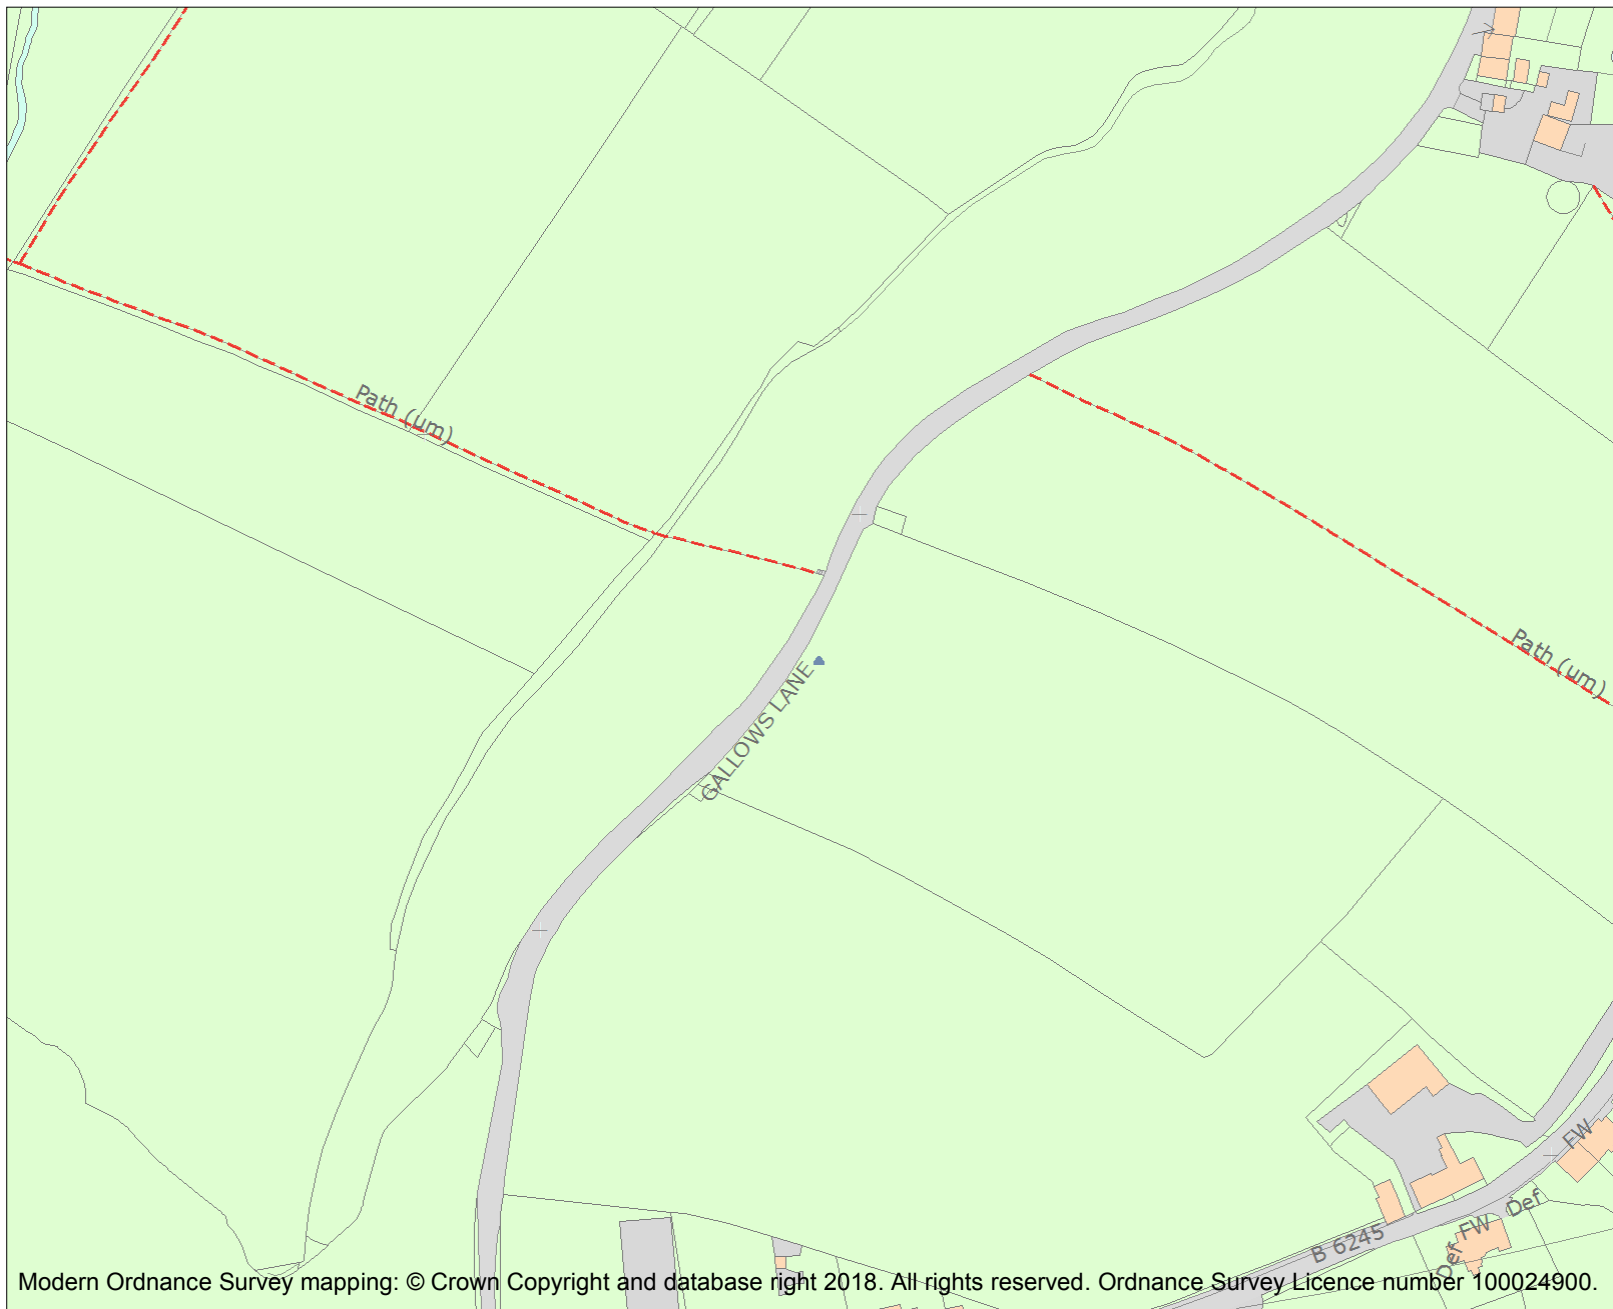 Path (um)
Path (um)
GALLOWS LANE
FW
Def
FW
Def
B 6245
Modern Ordnance Survey mapping: © Crown Copyright and database right 2018. All rights reserved. Ordnance Survey Licence number 100024900.